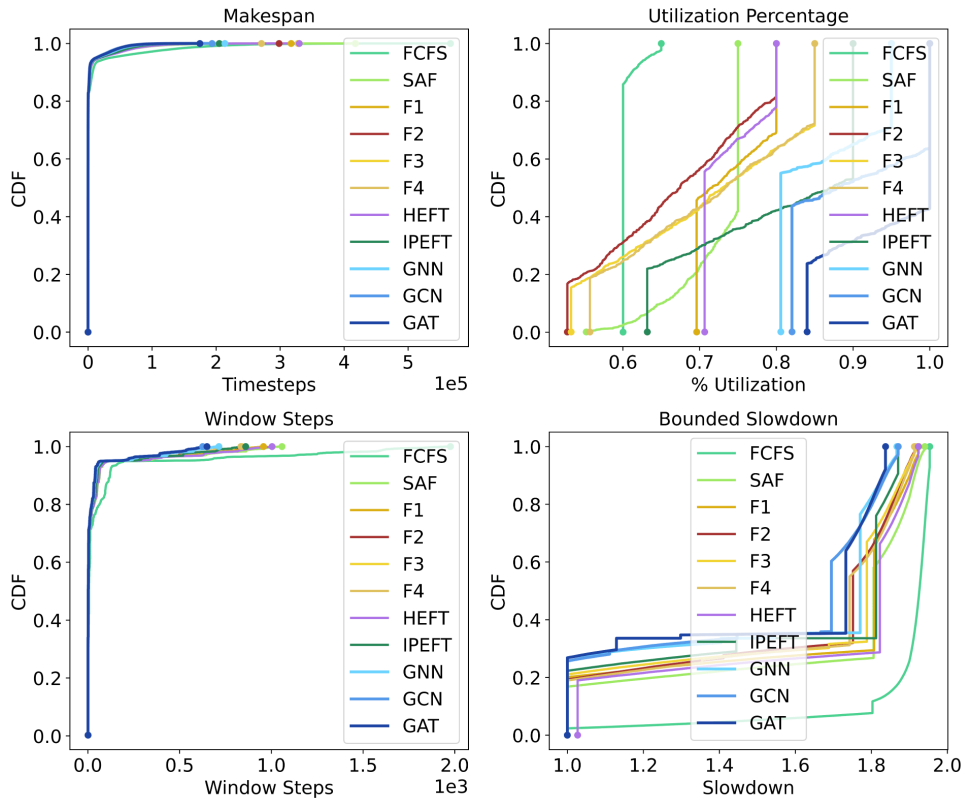 Makespan
CDF
1.0
0.8
0.6
0.4
0.2
0.0
FCFS
SAF
F1
F2
F3
F4
HEFT
IPEFT
GNN
GCN
GAT
0
1
2
3
4
5
Timesteps
1e5
Utilization Percentage
CDF
1.0
0.8
0.6
0.4
0.2
0.0
FCFS
SAF
F1
F2
F3
F4
HEFT
IPEFT
GNN
GCN
GAT
0.6
0.7
0.8
0.9
1.0
% Utilization
Window Steps
CDF
1.0
0.8
0.6
0.4
0.2
0.0
FCFS
SAF
F1
F2
F3
F4
HEFT
IPEFT
GNN
GCN
GAT
0.0
0.5
1.0
1.5
2.0
Window Steps
1e3
Bounded Slowdown
CDF
1.0
0.8
0.6
0.4
0.2
0.0
FCFS
SAF
F1
F2
F3
F4
HEFT
IPEFT
GNN
GCN
GAT
1.0
1.2
1.4
1.6
1.8
2.0
Slowdown